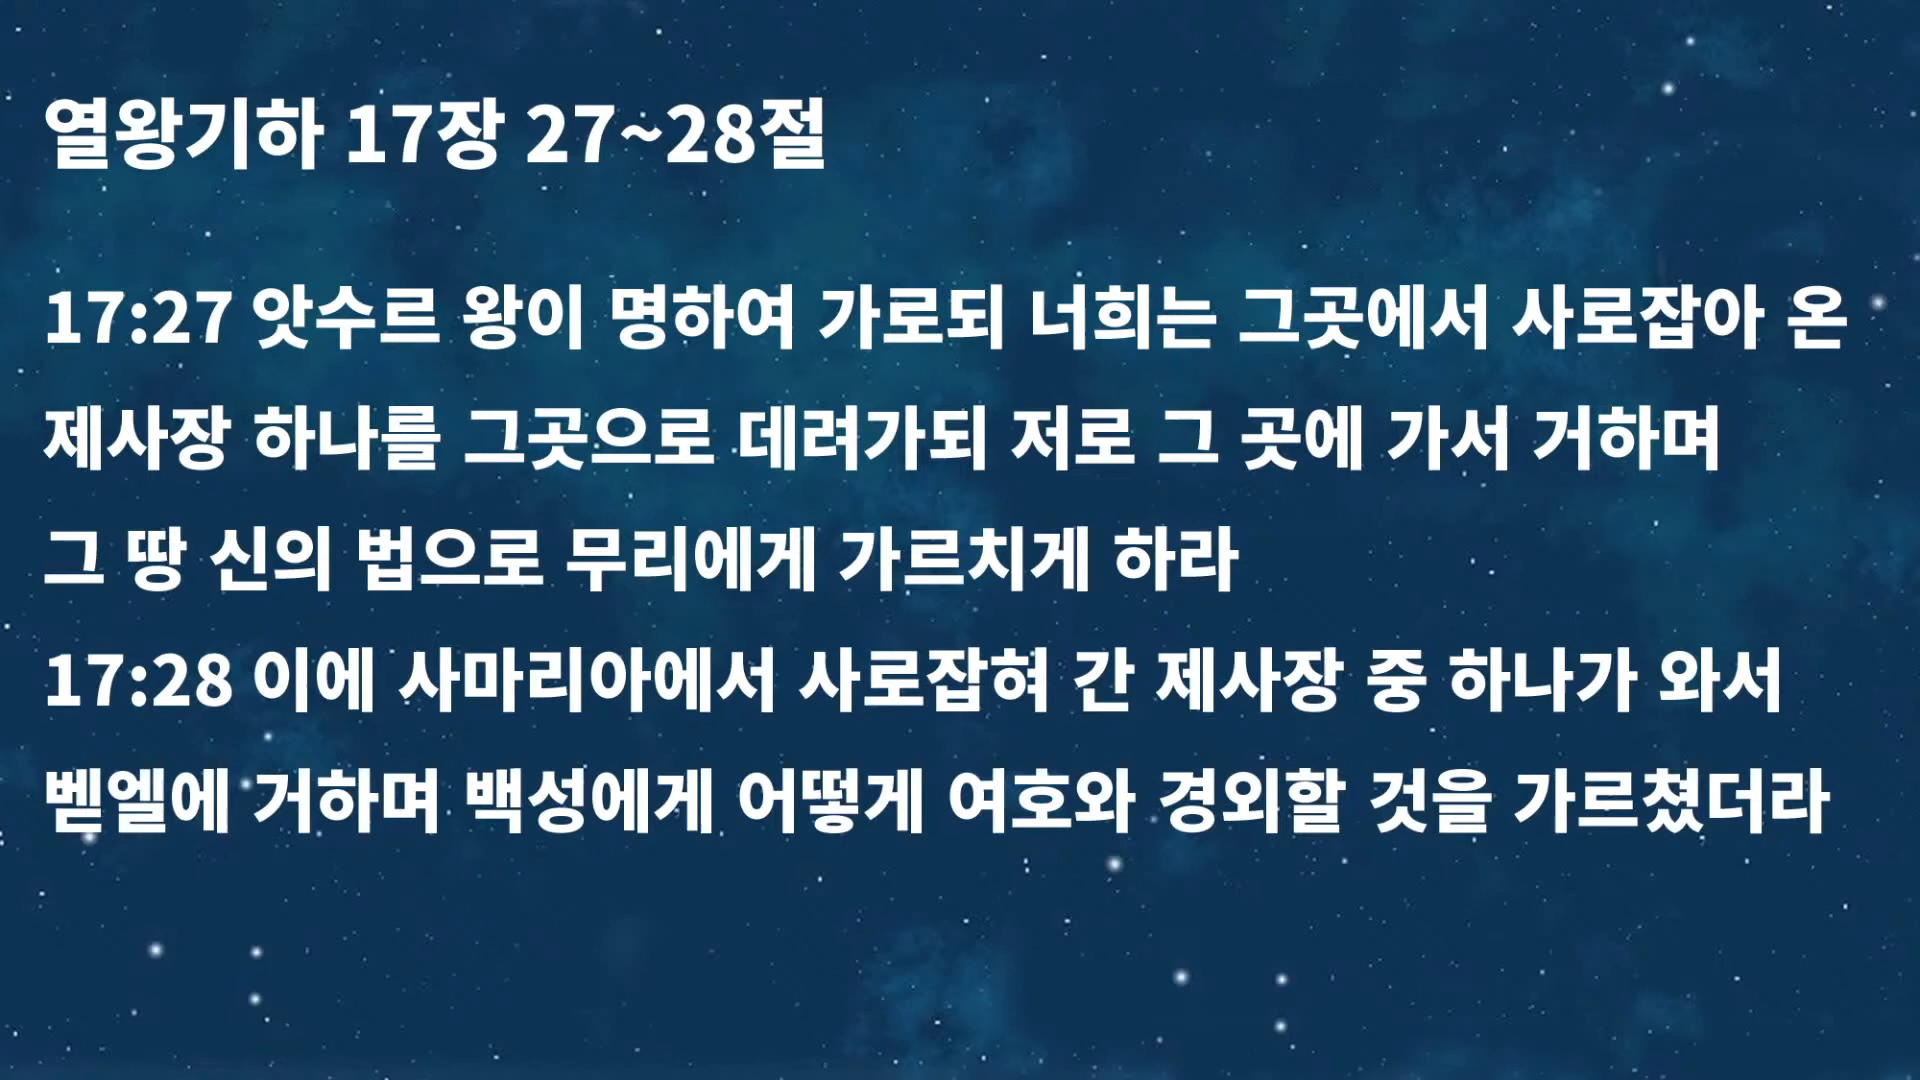 열왕기하 17장 27~28절
17:27 앗수르 왕이 명하여 가로되 너희는 그곳에서 사로잡아 온
제사장 하나를 그곳으로 데려가되 저로 그 곳에 가서 거하며
그 땅 신의 법으로 무리에게 가르치게 하라
17:28 이에 사마리아에서 사로잡혀 간 제사장 중 하나가 와서
벧엘에 거하며 백성에게 어떻게 여호와 경외할 것을 가르쳤더라